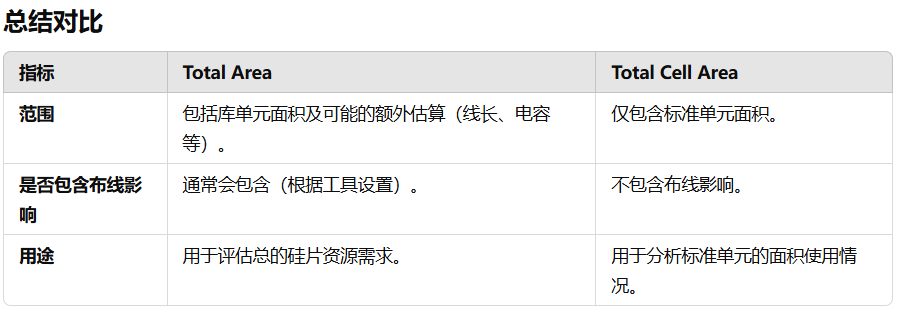 总结对比
指标 Total Area Total Cell Area
范围 包括库单元面积及可能的额外估算（线长、电容 仅包含标准单元面积。
等）。
是否包含布线影 通常会包含（根据工具设置）。 不包含布线影响。
响
用途 用于评估总的硅片资源需求。 用于分析标准单元的面积使用情
况。